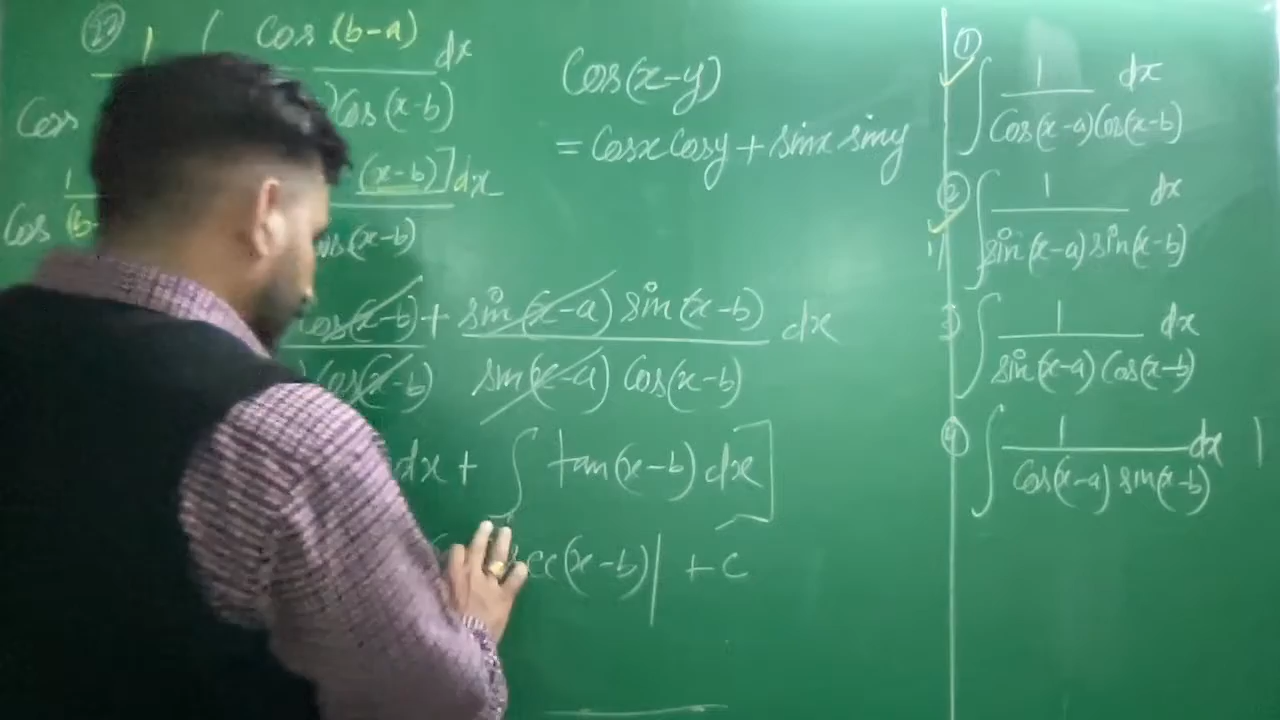 23 1 Cos (b-a) dx
)Cos(x-b)
Cos
1 (x-b)] dx
Cos (b-
Cos(x-b)
Cos(x-b) + sin(x-a) sin(x-b) dx
) Cos(x-b) sin(x-a) Cos(x-b)
dx + ∫ tan(x-b) dx ]
sec(x-b)| + c
Cos(x-y)
= Cosx Cosy + sinx siny
① ∫ 1 dx
Cos(x-a) Cos(x-b)
② ∫ 1 dx
sin(x-a) sin(x-b)
3) ∫ 1 dx
sin(x-a) Cos(x-b)
④ ∫ 1 dx
Cos(x-a) sin(x-b)